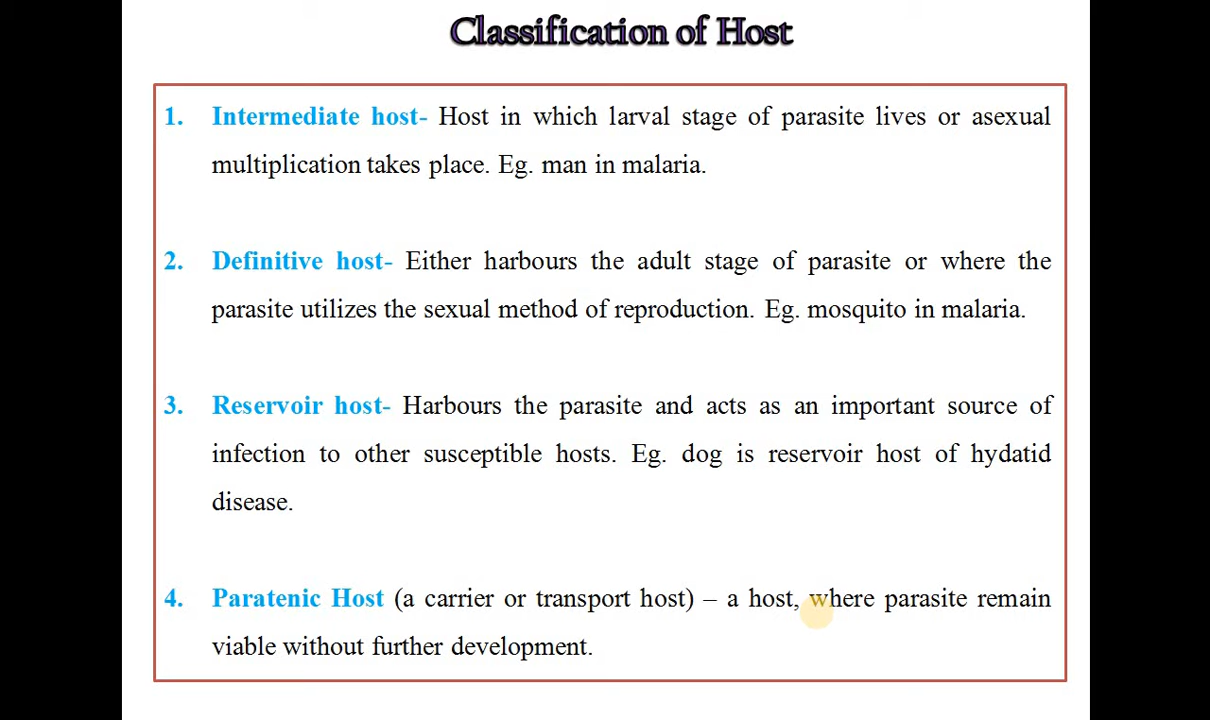 Classification of Host
1. Intermediate host- Host in which larval stage of parasite lives or asexual
multiplication takes place. Eg. man in malaria.
2. Definitive host- Either harbours the adult stage of parasite or where the
parasite utilizes the sexual method of reproduction. Eg. mosquito in malaria.
3. Reservoir host- Harbours the parasite and acts as an important source of
infection to other susceptible hosts. Eg. dog is reservoir host of hydatid
disease.
4. Paratenic Host (a carrier or transport host) – a host, where parasite remain
viable without further development.